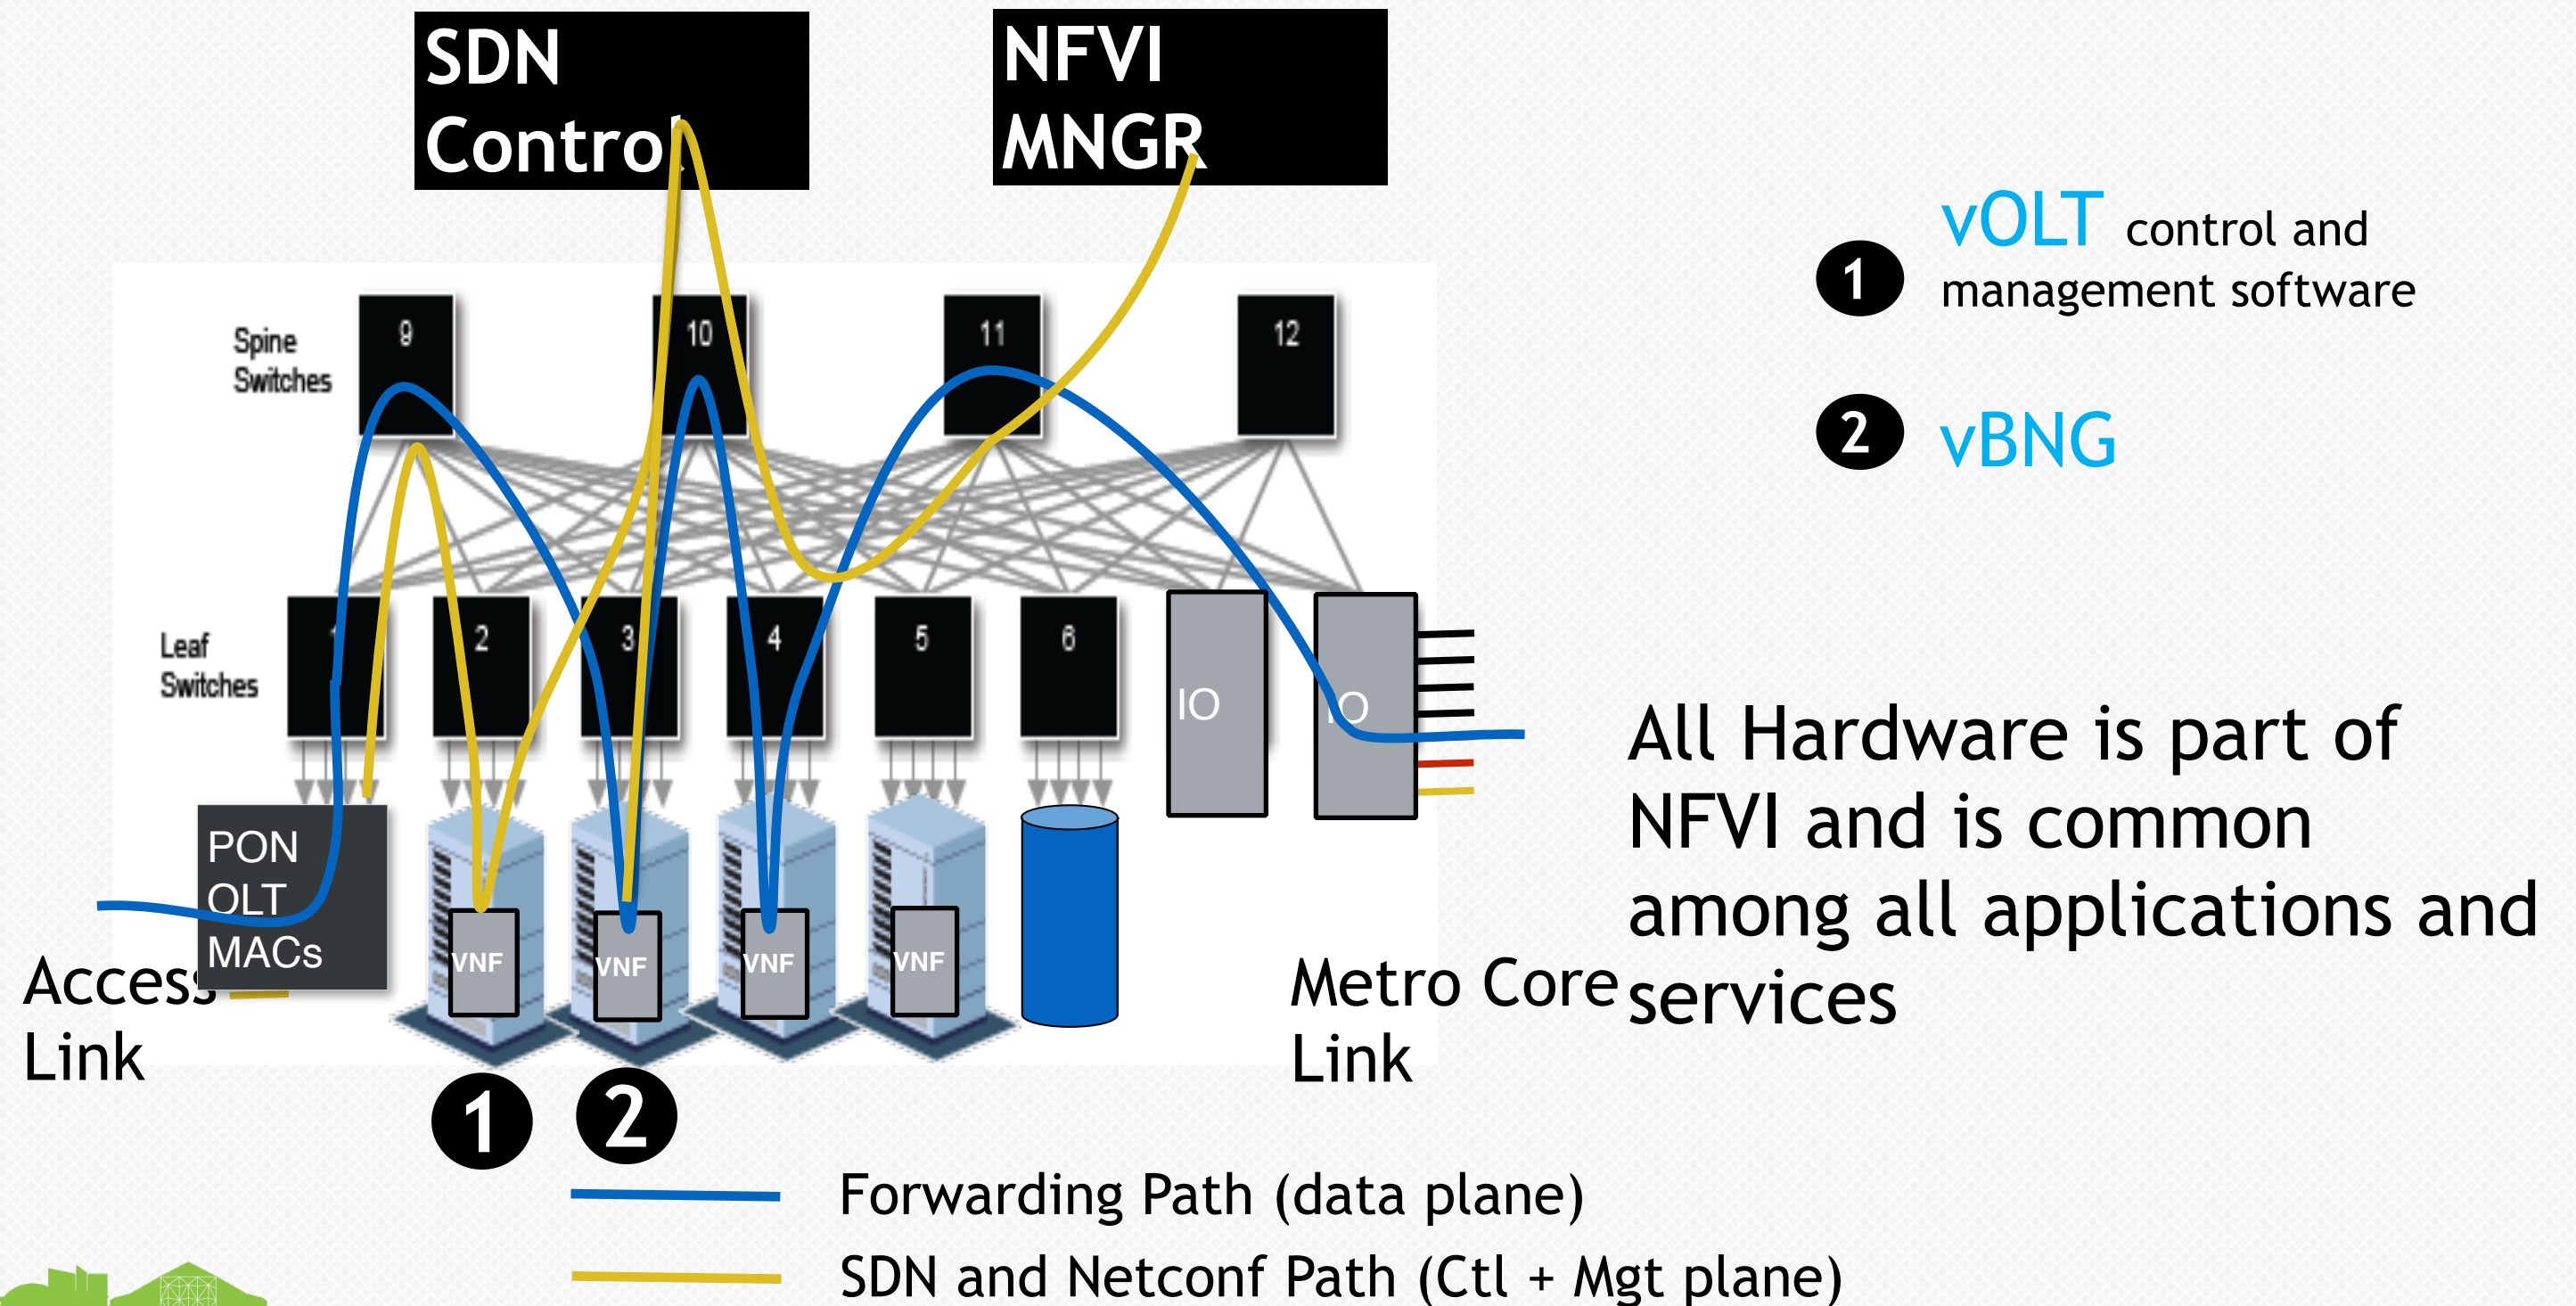 SDN
Control
NFVI
MNGR
vOLT control and
management software
1
2
vBNG
Spine
Switches
9
10
11
12
Leaf
Switches
1
2
3
4
5
6
IO
IO
PON
OLT
MACs
VNF
VNF
VNF
VNF
Access
Link
Metro Core
Link
All Hardware is part of
NFVI and is common
among all applications and
services
1
2
Forwarding Path (data plane)
SDN and Netconf Path (Ctl + Mgt plane)